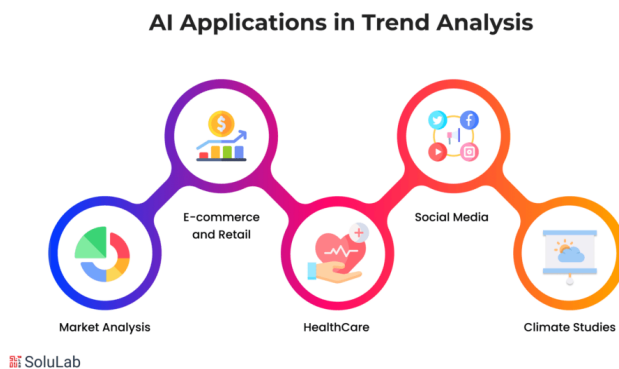 AI Applications in Trend Analysis
E-commerce
and Retail
Social Media
Market Analysis
HealthCare
Climate Studies
SoluLab